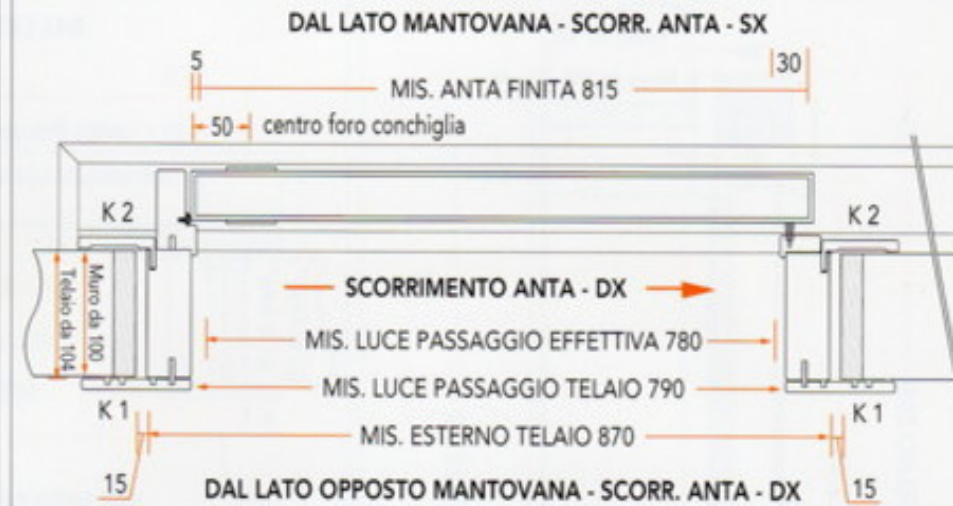 DAL LATO MANTOVANA - SCORR. ANTA - SX
5
30
MIS. ANTA FINITA 815
50
centro foro conchiglia
K 2
K 2
Muro da 100
Telaio da 104
SCORRIMENTO ANTA - DX
MIS. LUCE PASSAGGIO EFFETTIVA 780
MIS. LUCE PASSAGGIO TELAIO 790
K 1
K 1
MIS. ESTERNO TELAIO 870
15
DAL LATO OPPOSTO MANTOVANA - SCORR. ANTA - DX
15